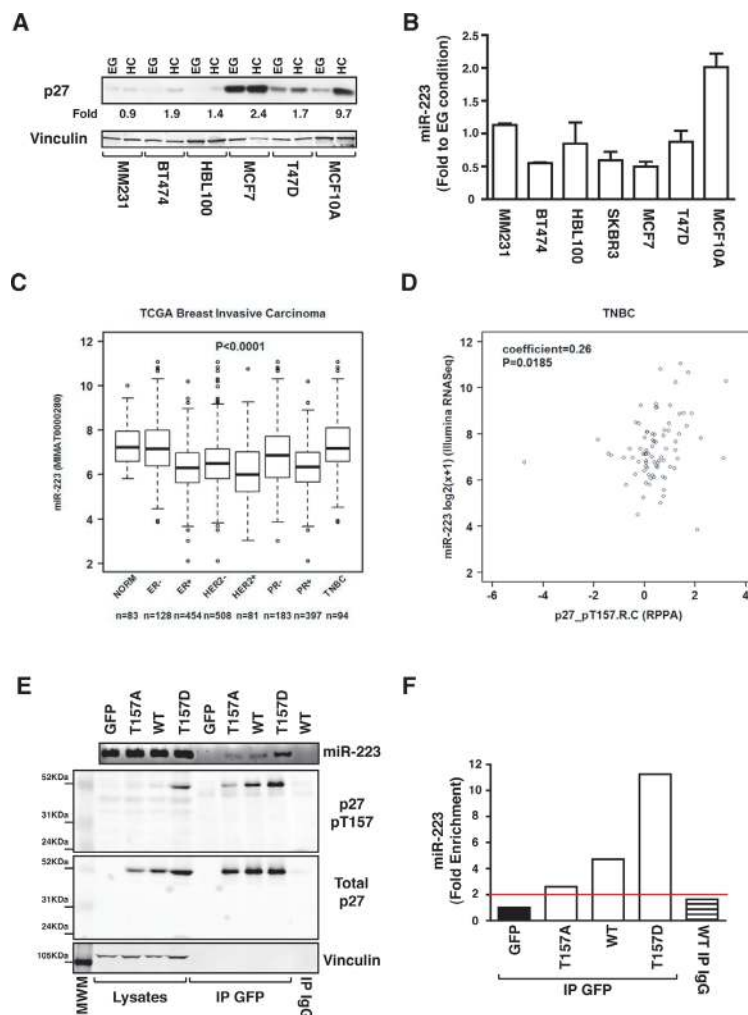 A
EG HC EG HC EG HC EG HC EG HC EG HC
p27
Fold 0.9 1.9 1.4 2.4 1.7 9.7
Vinculin
MM231 BT474 HBL100 MCF7 T47D MCF10A
B
miR-223
(Fold to EG condition)
2.5
2.0
1.5
1.0
0.5
0
MM231 BT474 HBL100 SKBR3 MCF7 T47D MCF10A
C
TCGA Breast Invasive Carcinoma
P<0.0001
miR-223 (MIMAT0000280)
12
10
8
6
4
2
NORM ER- ER+ HER2- HER2+ PR- PR+ TNBC
n=83 n=128 n=454 n=508 n=81 n=183 n=397 n=94
D
TNBC
coefficient=0.26
P=0.0185
miR-223 log2(x+1) (Illumina RNASeq)
12
10
8
6
4
2
-6 -4 -2 0 2 4
p27_pT157.R.C (RPPA)
E
GFP T157A WT T157D GFP T157A WT T157D WT
miR-223
52KDa
31KDa
24KDa
p27
pT157
52KDa
31KDa
24KDa
Total
p27
105KDa
Vinculin
MWM Lysates IP GFP IP IgG
F
miR-223
(Fold Enrichment)
12
10
8
6
4
2
0
GFP T157A WT T157D WT IP IgG
IP GFP